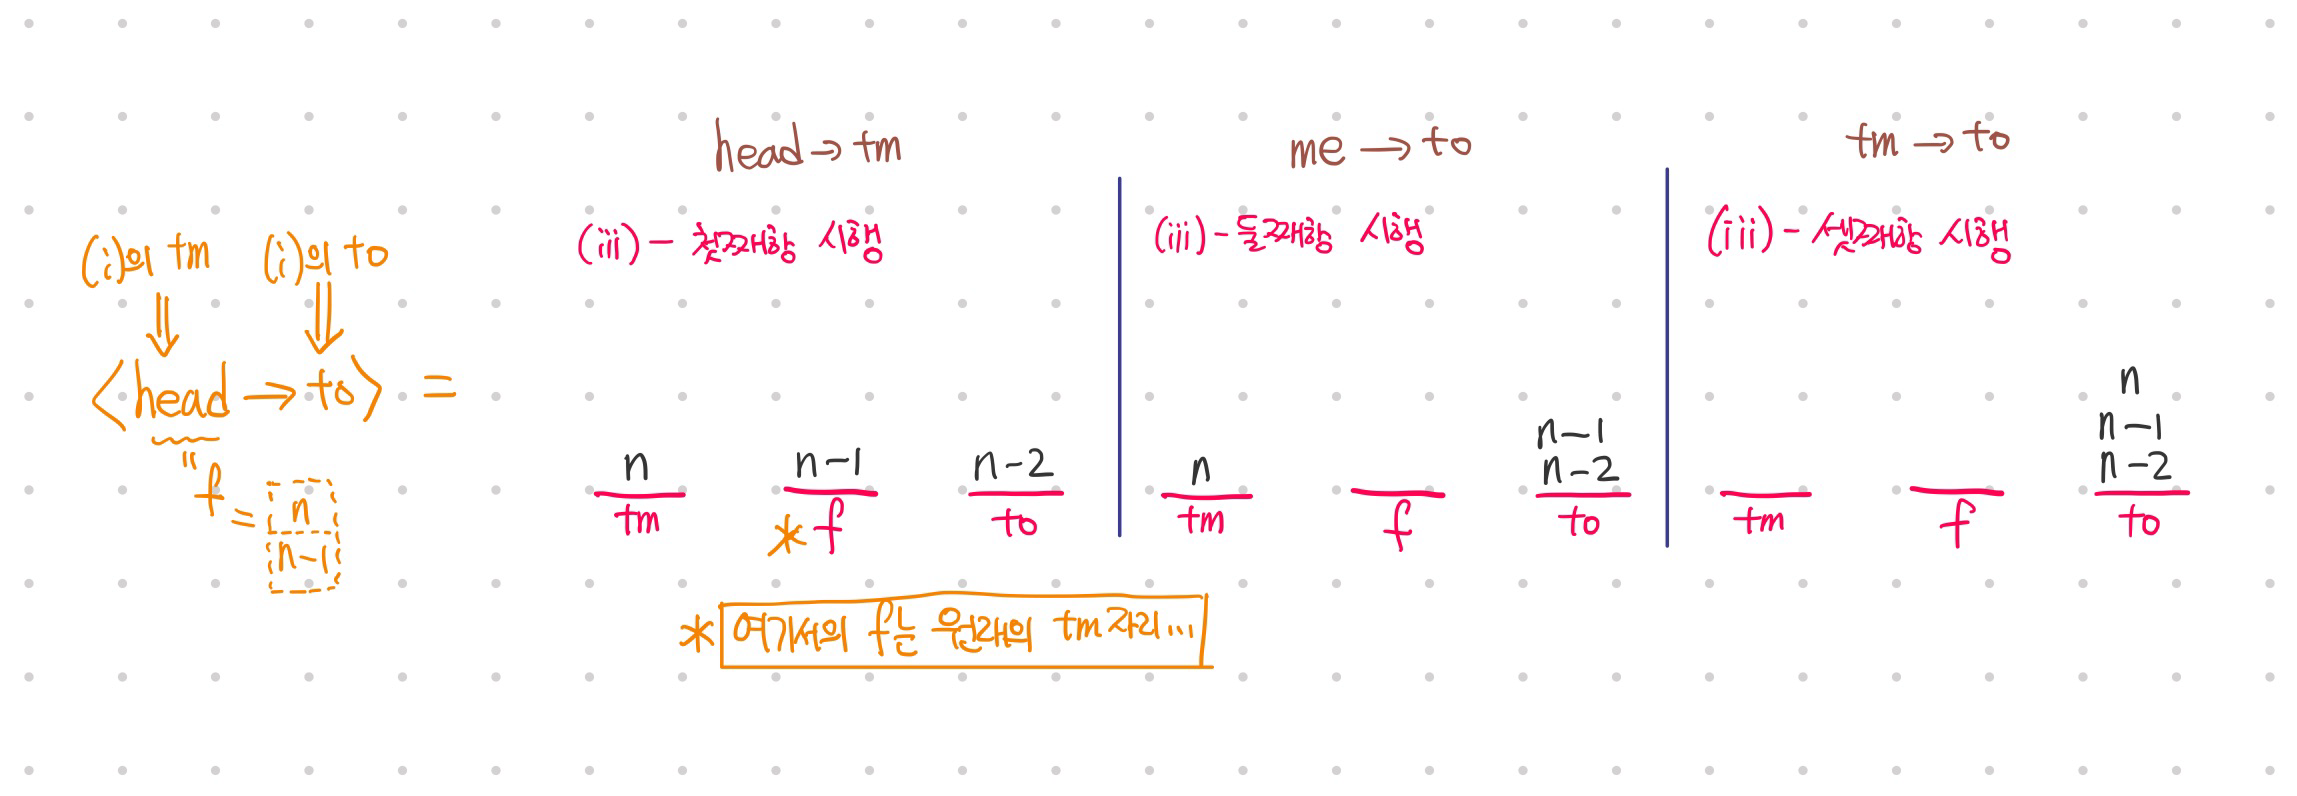 head → tm
me → to
tm → to
(i)의 tm
(i)의 to
(iii) - 첫째항 시행
(iii) - 둘째항 시행
(iii) - 셋째항 시행
<head → to> =
" f = n
n-1
n
tm
n-1
* f
n-2
to
n
tm
f
n-1
n-2
to
tm
f
n
n-1
n-2
to
* 여기서의 f는 원래의 tm 자리...